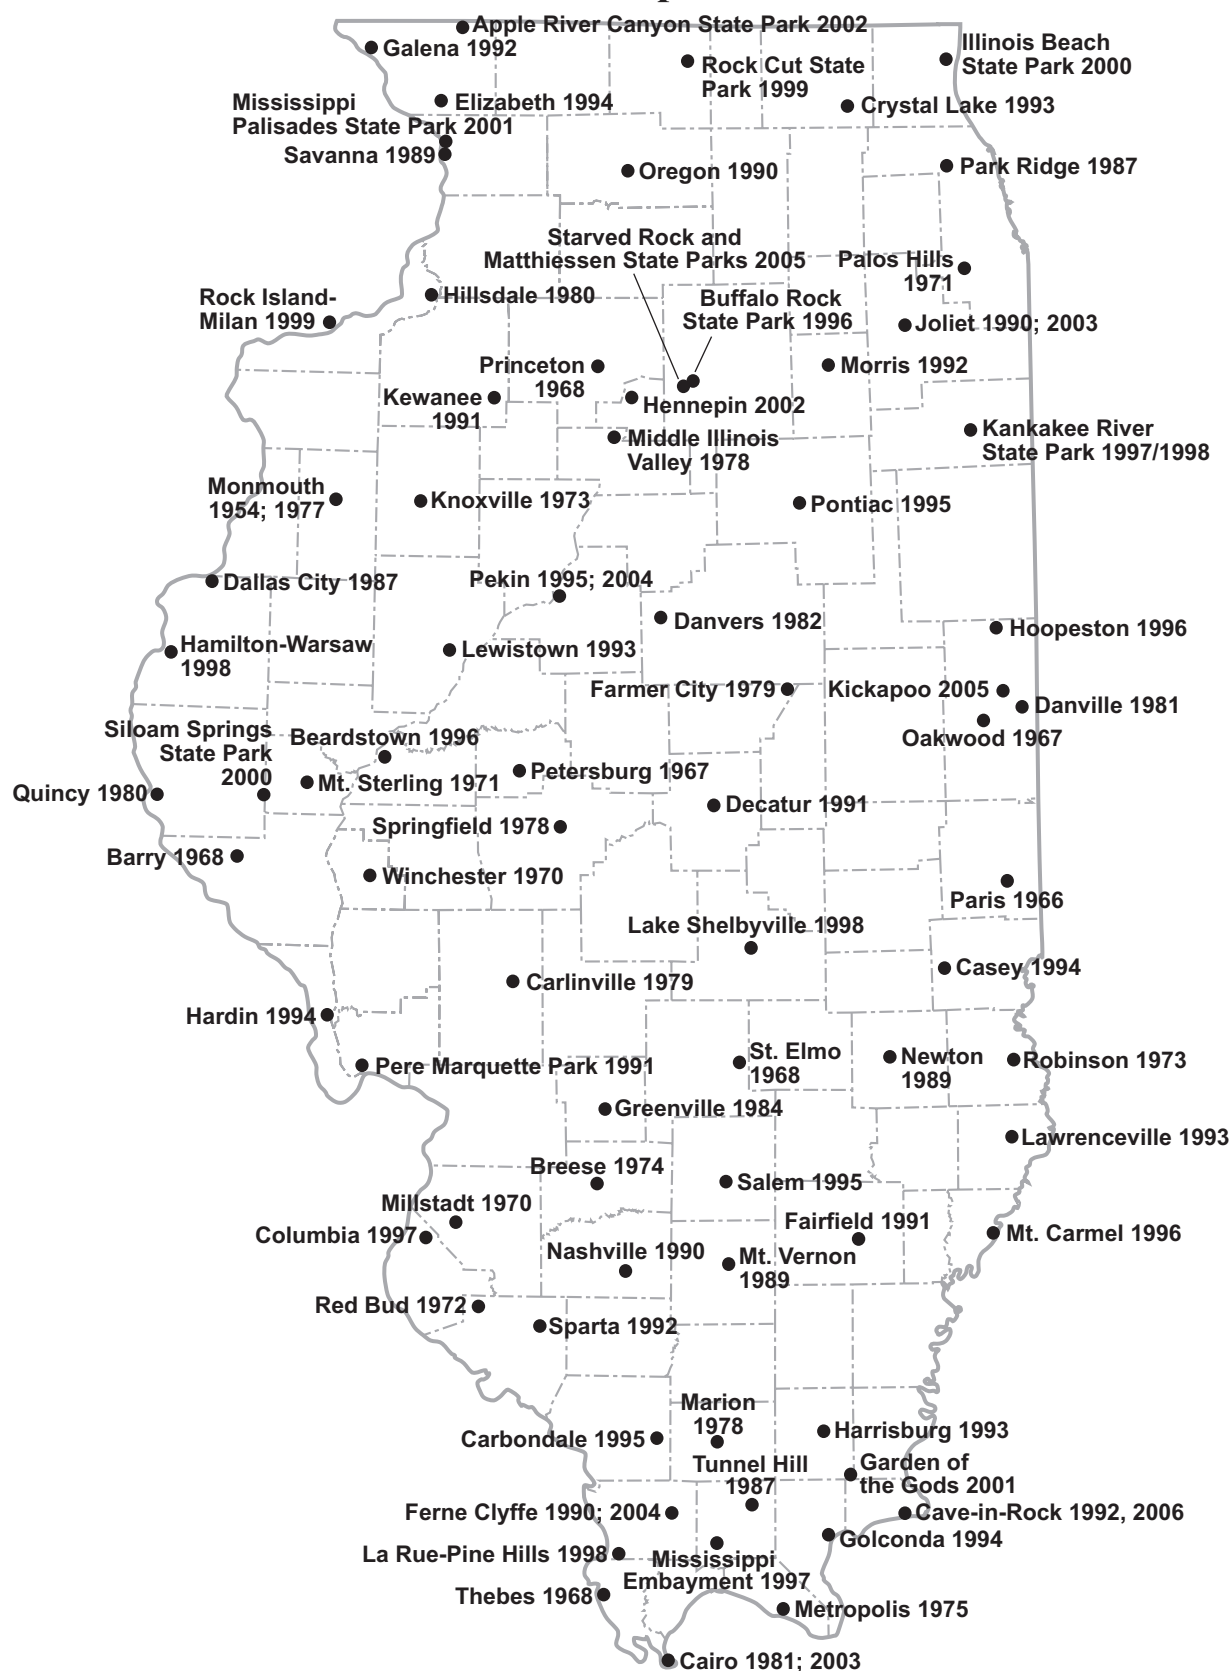 Apple River Canyon State Park 2002
Galena 1992
Illinois Beach
State Park 2000
Rock Cut State
Park 1999
Elizabeth 1994
Crystal Lake 1993
Mississippi
Palisades State Park 2001
Savanna 1989
Oregon 1990
Park Ridge 1987
Starved Rock and
Matthiessen State Parks 2005
Palos Hills
1971
Hillsdale 1980
Buffalo Rock
State Park 1996
Rock Island-
Milan 1999
Joliet 1990; 2003
Princeton
1968
Morris 1992
Kewanee
1991
Hennepin 2002
Kankakee River
State Park 1997/1998
Middle Illinois
Valley 1978
Monmouth
1954; 1977
Knoxville 1973
Pontiac 1995
Dallas City 1987
Pekin 1995; 2004
Danvers 1982
Hoopeston 1996
Hamilton-Warsaw
1998
Lewistown 1993
Farmer City 1979
Kickapoo 2005
Danville 1981
Oakwood 1967
Siloam Springs
State Park
2000
Beardstown 1996
Petersburg 1967
Mt. Sterling 1971
Quincy 1980
Decatur 1991
Springfield 1978
Barry 1968
Winchester 1970
Paris 1966
Lake Shelbyville 1998
Casey 1994
Carlinville 1979
Hardin 1994
St. Elmo
1968
Newton
1989
Robinson 1973
Pere Marquette Park 1991
Greenville 1984
Lawrenceville 1993
Breese 1974
Salem 1995
Millstadt 1970
Fairfield 1991
Columbia 1997
Mt. Carmel 1996
Nashville 1990
Mt. Vernon
1989
Red Bud 1972
Sparta 1992
Marion
1978
Carbondale 1995
Harrisburg 1993
Tunnel Hill
1987
Garden of
the Gods 2001
Ferne Clyffe 1990; 2004
Cave-in-Rock 1992, 2006
Golconda 1994
La Rue-Pine Hills 1998
Mississippi
Embayment 1997
Thebes 1968
Metropolis 1975
Cairo 1981; 2003